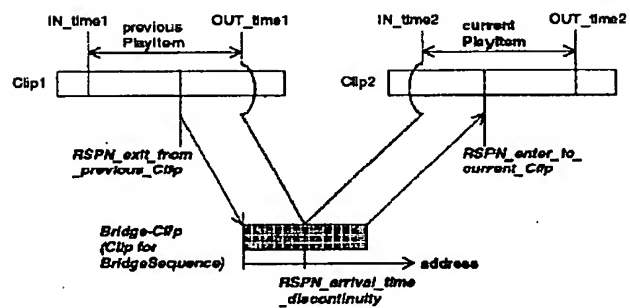 IN_time1
previous
PlayItem
OUT_time1
IN_time2
current
PlayItem
OUT_time2
Clip1
Clip2
RSPN_exit_from
_previous_Clip
RSPN_enter_to_
current_Clip
Bridge-Clip
(Clip for
BridgeSequence)
address
RSPN_arrival_time
_discontinuity